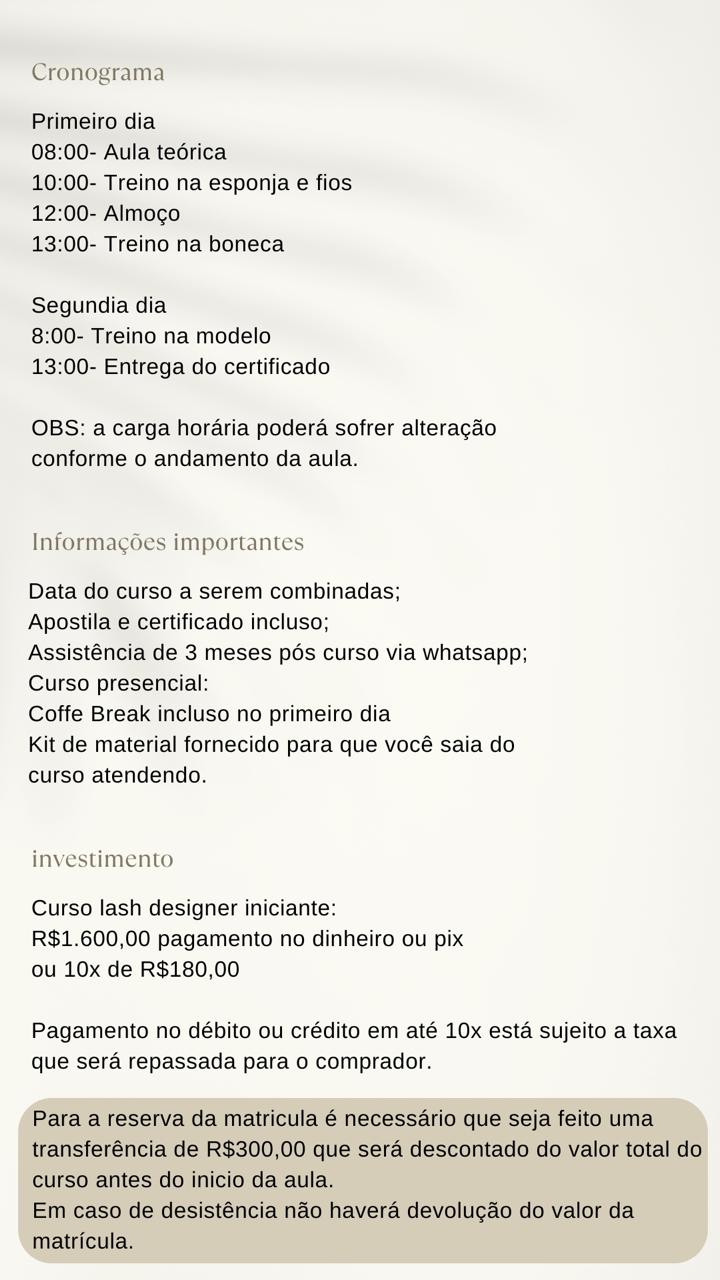 Cronograma
Primeiro dia
08:00- Aula teórica
10:00- Treino na esponja e fios
12:00- Almoço
13:00- Treino na boneca
Segundia dia
8:00- Treino na modelo
13:00- Entrega do certificado
OBS: a carga horária poderá sofrer alteração
conforme o andamento da aula.
Informações importantes
Data do curso a serem combinadas;
Apostila e certificado incluso;
Assistência de 3 meses pós curso via whatsapp;
Curso presencial:
Coffe Break incluso no primeiro dia
Kit de material fornecido para que você saia do
curso atendendo.
investimento
Curso lash designer iniciante:
R$1.600,00 pagamento no dinheiro ou pix
ou 10x de R$180,00
Pagamento no débito ou crédito em até 10x está sujeito a taxa
que será repassada para o comprador.
Para a reserva da matricula é necessário que seja feito uma
transferência de R$300,00 que será descontado do valor total do
curso antes do inicio da aula.
Em caso de desistência não haverá devolução do valor da
matrícula.